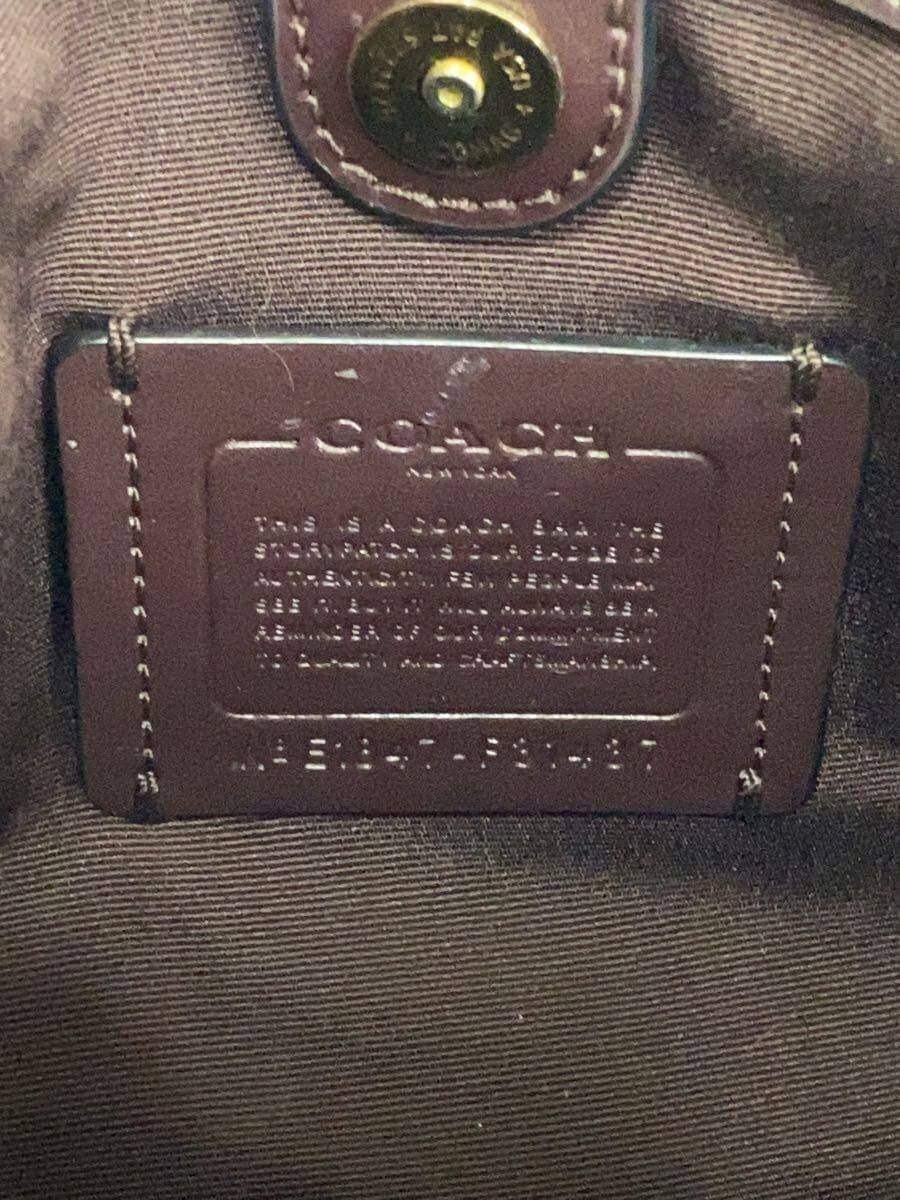 COACH
NEW YORK
THIS IS A COACH BAG. THE
STORYPATCH IS OUR BADGE OF
AUTHENTICITY. FEW PEOPLE MAY
SEE IT, BUT IT WILL ALWAYS BE A
REMINDER OF OUR COMMITMENT
TO QUALITY AND CRAFTSMANSHIP.